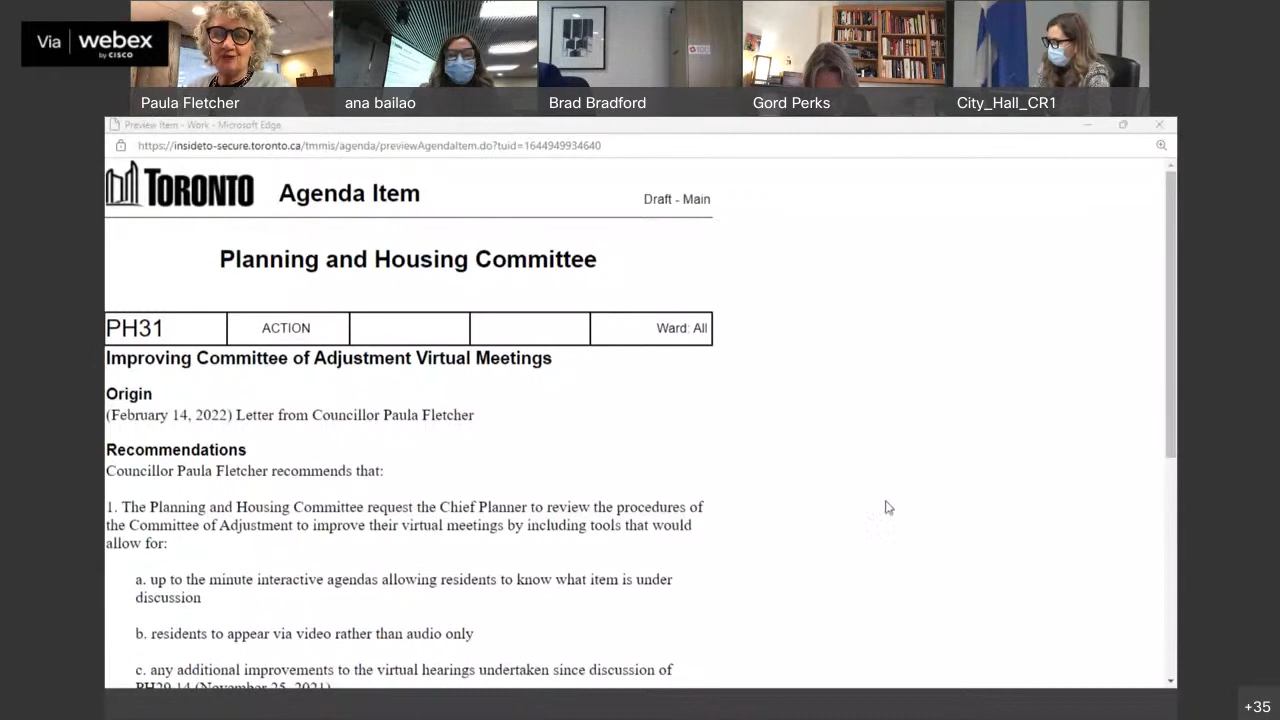 Via webex
by CISCO
Paula Fletcher
ana bailao
Brad Bradford
Gord Perks
City_Hall_CR1
Preview Item - Work - Microsoft Edge
https://insideto-secure.toronto.ca/tmmis/agenda/previewAgendaItem.do?tuid=1644949934640
TORONTO Agenda Item
Draft - Main
Planning and Housing Committee
PH31 ACTION Ward: All
Improving Committee of Adjustment Virtual Meetings
Origin
(February 14, 2022) Letter from Councillor Paula Fletcher
Recommendations
Councillor Paula Fletcher recommends that:
1. The Planning and Housing Committee request the Chief Planner to review the procedures of
the Committee of Adjustment to improve their virtual meetings by including tools that would
allow for:
a. up to the minute interactive agendas allowing residents to know what item is under
discussion
b. residents to appear via video rather than audio only
c. any additional improvements to the virtual hearings undertaken since discussion of
PH29.14 (November 25, 2021)
+35